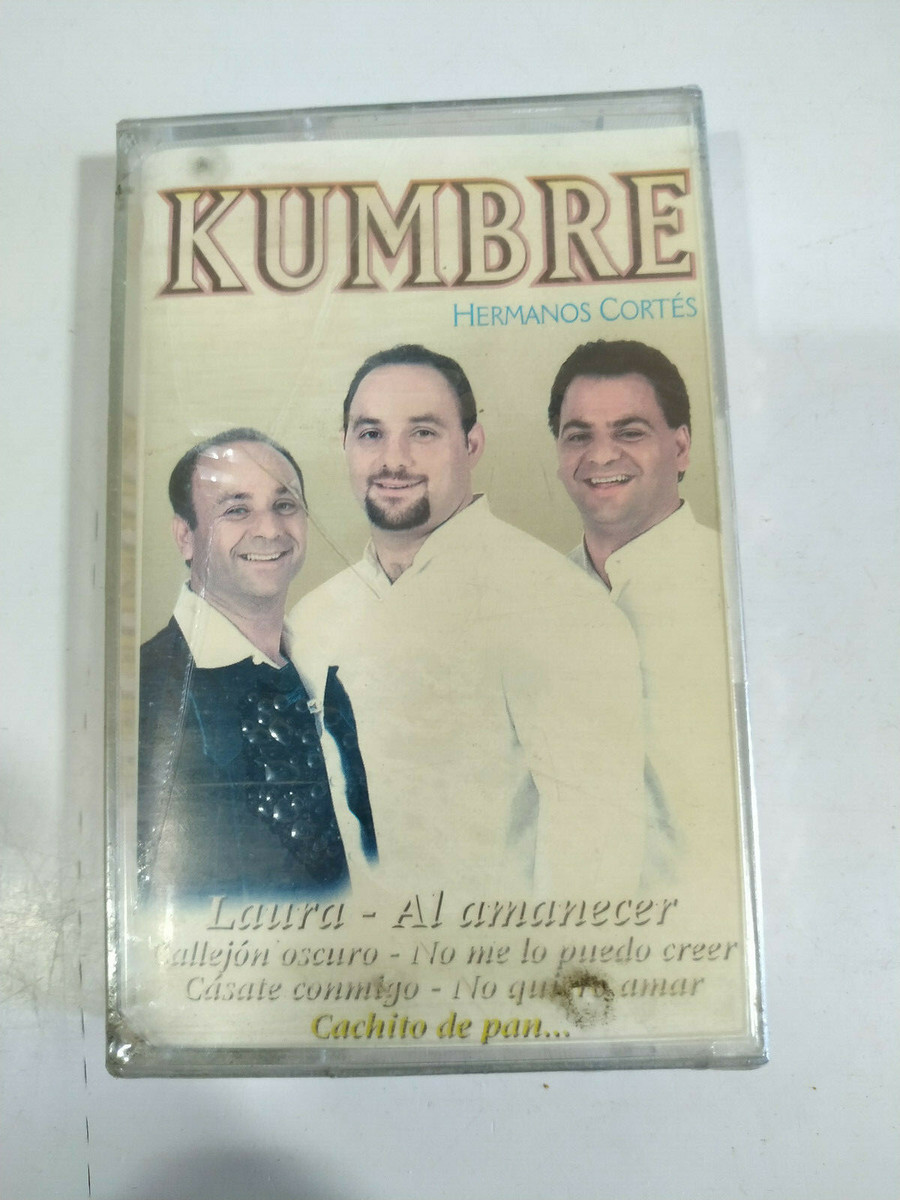 KUMBRE
HERMANOS CORTÉS
Laura - Al amanecer
Callejón oscuro - No me lo puedo creer
Cásate conmigo - No quiero amar
Cachito de pan...